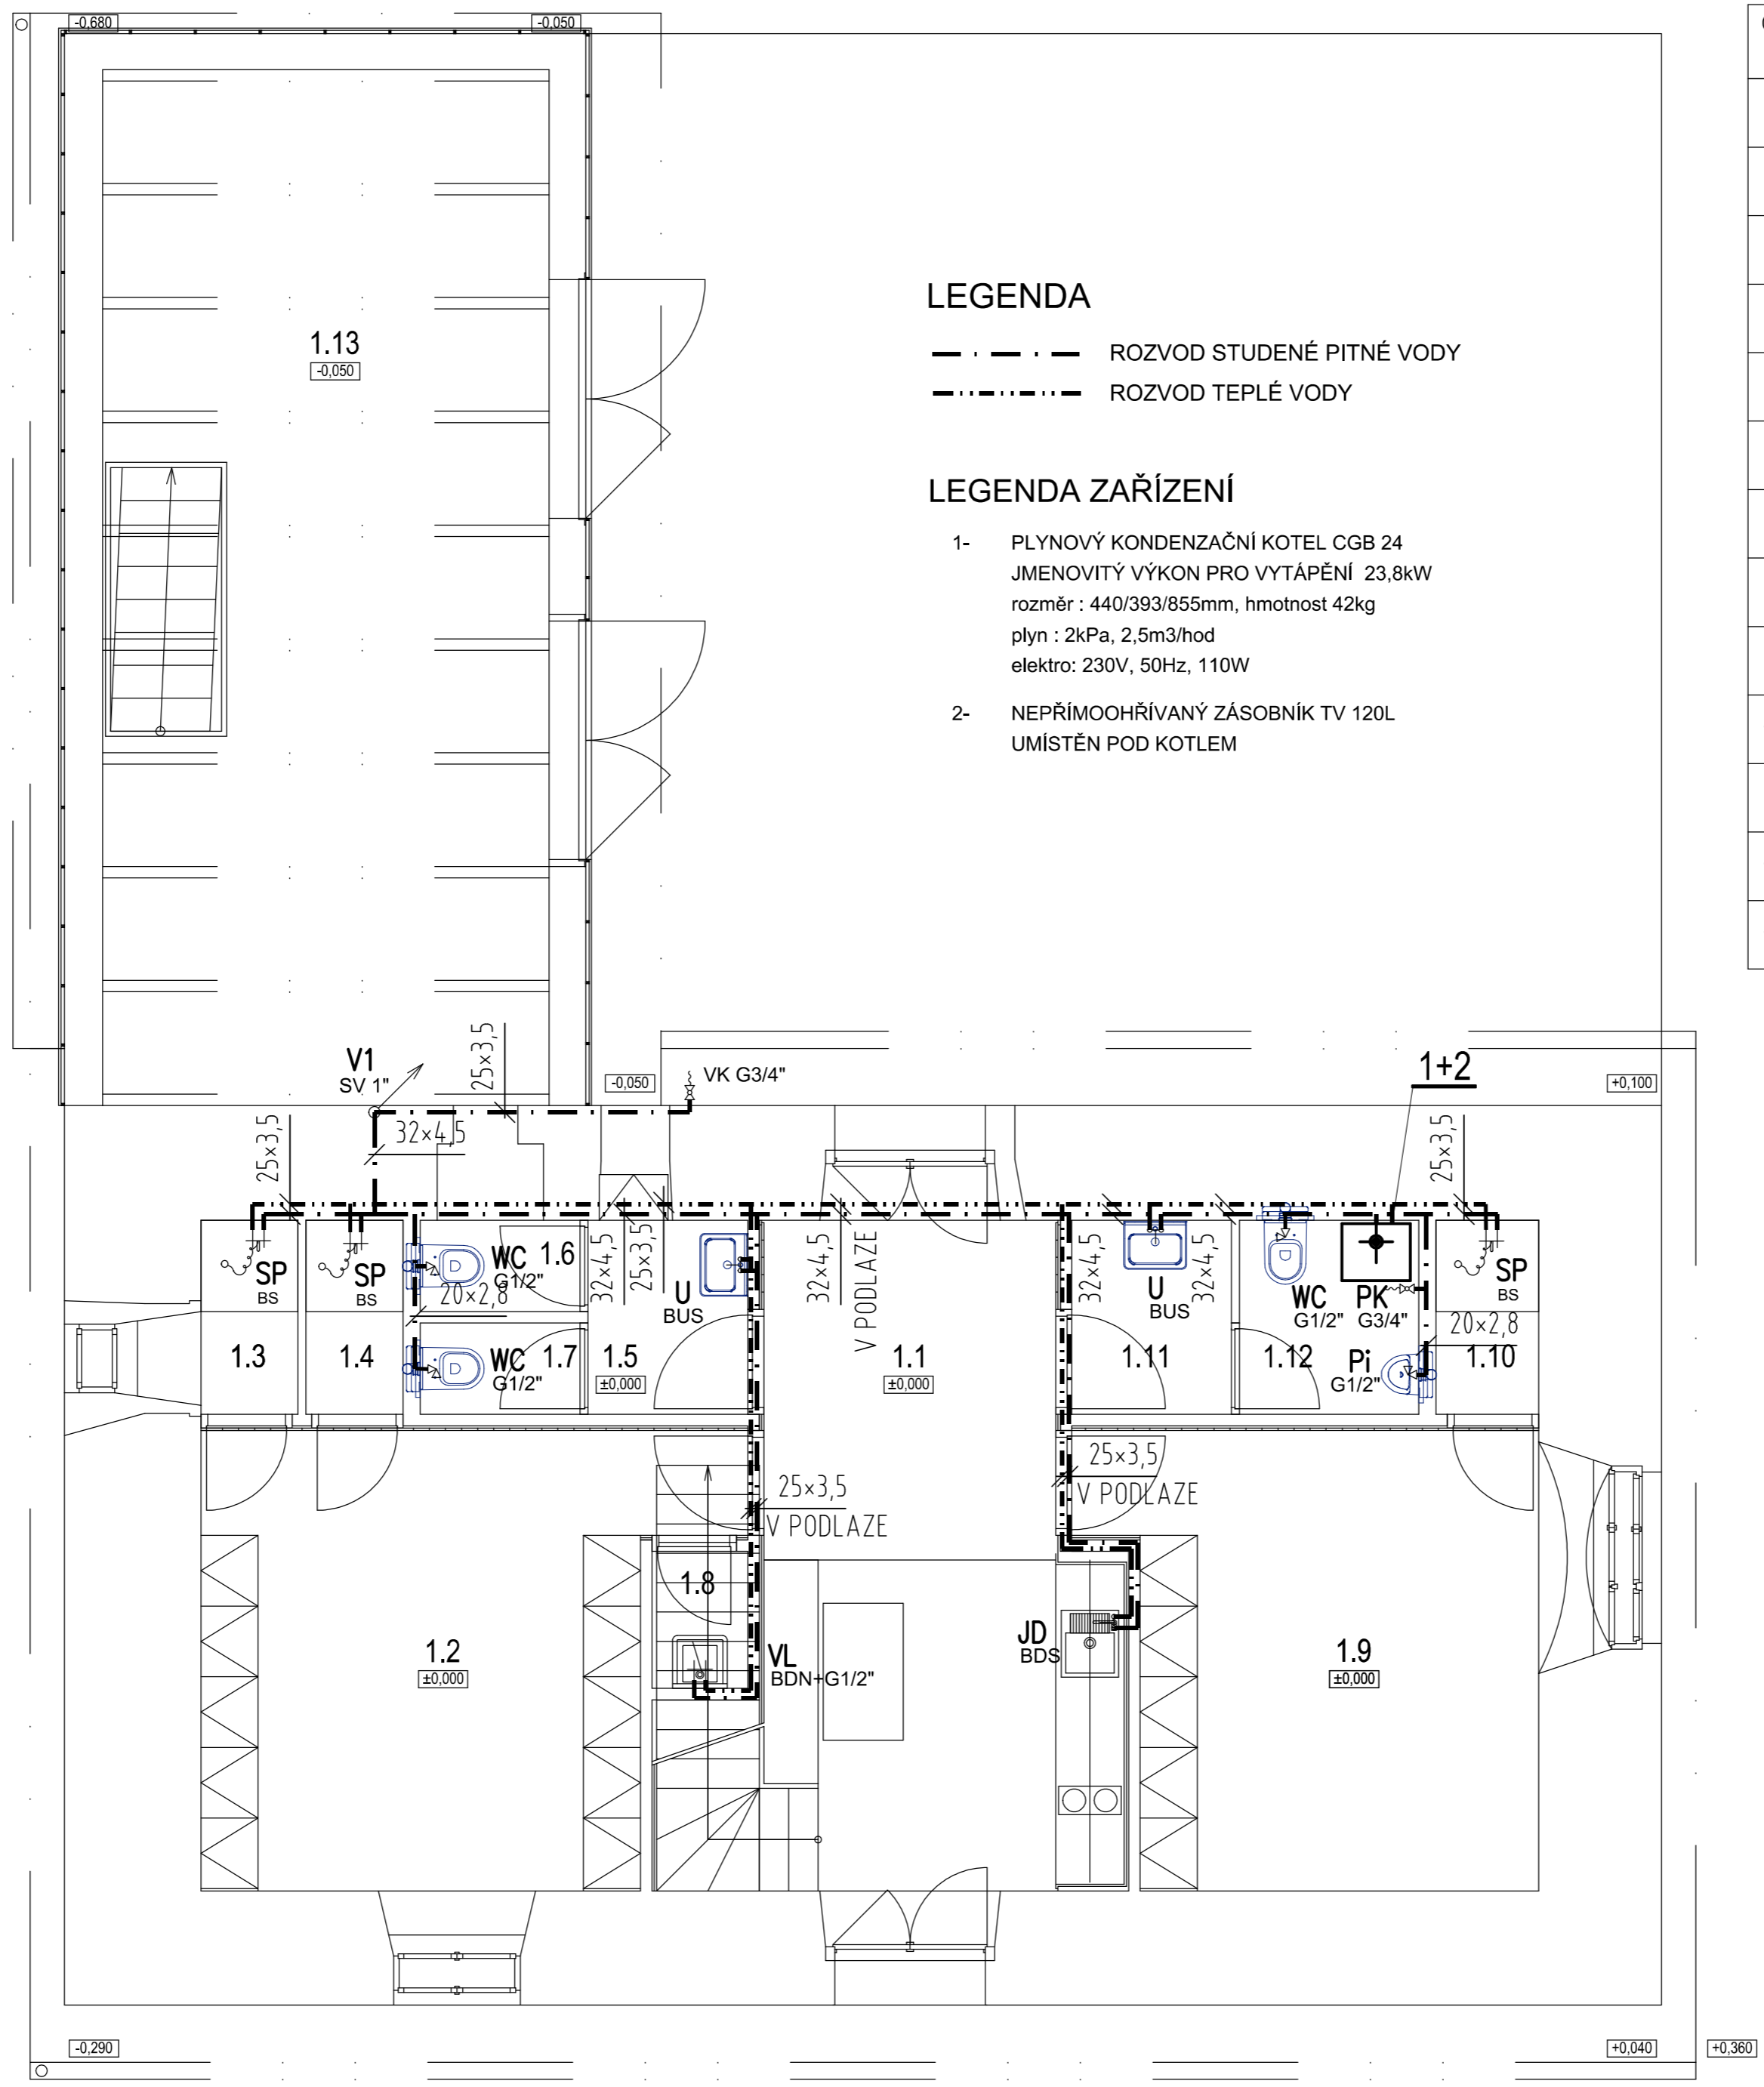 -0,680
-0,050
1.13
-0,050
LEGENDA
ROZVOD STUDENÉ PITNÉ VODY
ROZVOD TEPLÉ VODY
LEGENDA ZAŘÍZENÍ
1- PLYNOVÝ KONDENZAČNÍ KOTEL CGB 24
JMENOVITÝ VÝKON PRO VYTÁPĚNÍ 23,8kW
rozměr : 440/393/855mm, hmotnost 42kg
plyn : 2kPa, 2,5m3/hod
elektro: 230V, 50Hz, 110W
2- NEPŘÍMOOHŘÍVANÝ ZÁSOBNÍK TV 120L
UMÍSTĚN POD KOTLEM
V1
SV 1"
25×3,5
-0,050
VK G3/4"
1+2
+0,100
25×3,5
32×4,5
25×3,5
SP
BS
SP
BS
WC
G1/2"
1.6
20×2,8
32×4,5
25×3,5
U
BUS
32×4,5
V PODLAZE
32×4,5
U
BUS
32×4,5
WC
G1/2"
PK
G3/4"
SP
BS
20×2,8
1.3
1.4
WC
G1/2"
1.7
1.5
±0,000
1.1
±0,000
1.11
1.12
Pi
G1/2"
1.10
25×3,5
V PODLAZE
25×3,5
V PODLAZE
1.8
1.2
±0,000
VL
BDN+G1/2"
JD
BDS
1.9
±0,000
-0,290
+0,040
+0,360